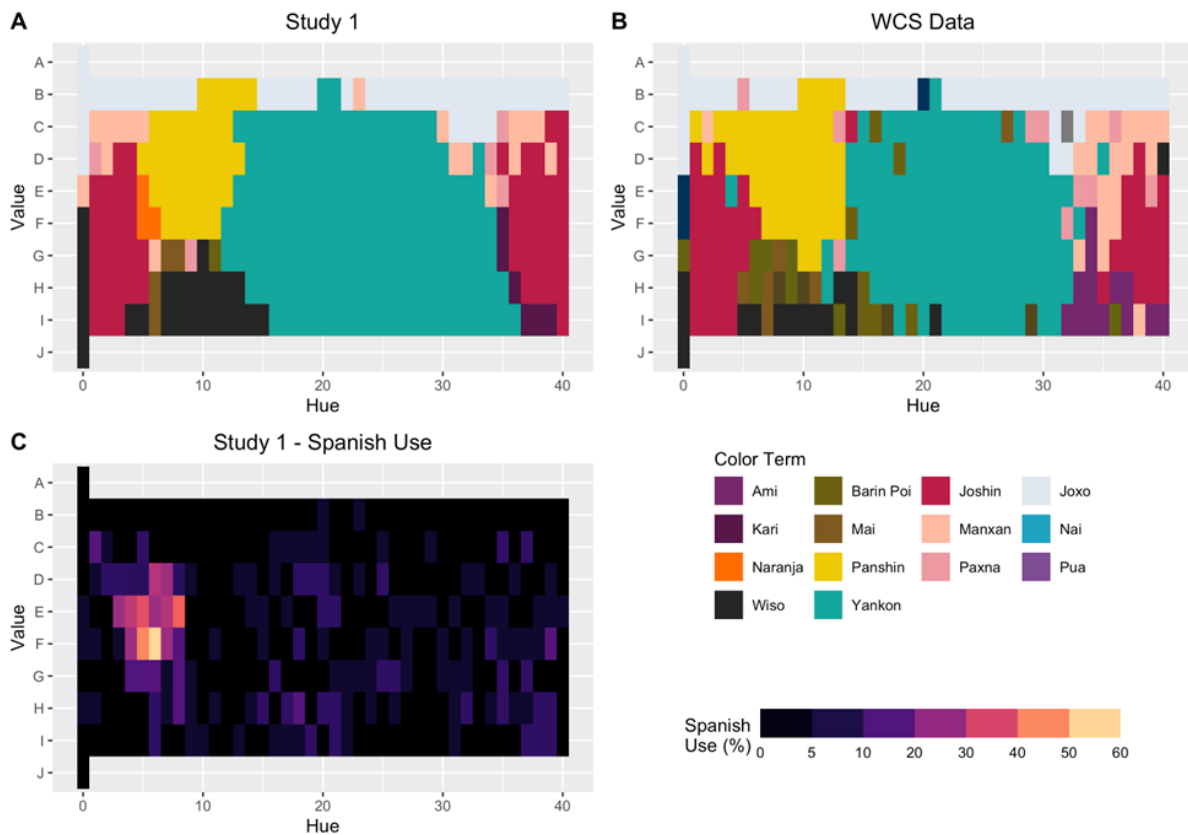 A
Study 1
A
B
C
D
E
F
G
H
I
J
Value
0
10
20
30
40
Hue
B
WCS Data
A
B
C
D
E
F
G
H
I
J
Value
0
10
20
30
40
Hue
C
Study 1 - Spanish Use
A
B
C
D
E
F
G
H
I
J
Value
0
10
20
30
40
Hue
Color Term
Ami
Barin Poi
Joshin
Joxo
Kari
Mai
Manxan
Nai
Naranja
Panshin
Paxna
Pua
Wiso
Yankon
Spanish
Use (%)
0
5
10
20
30
40
50
60